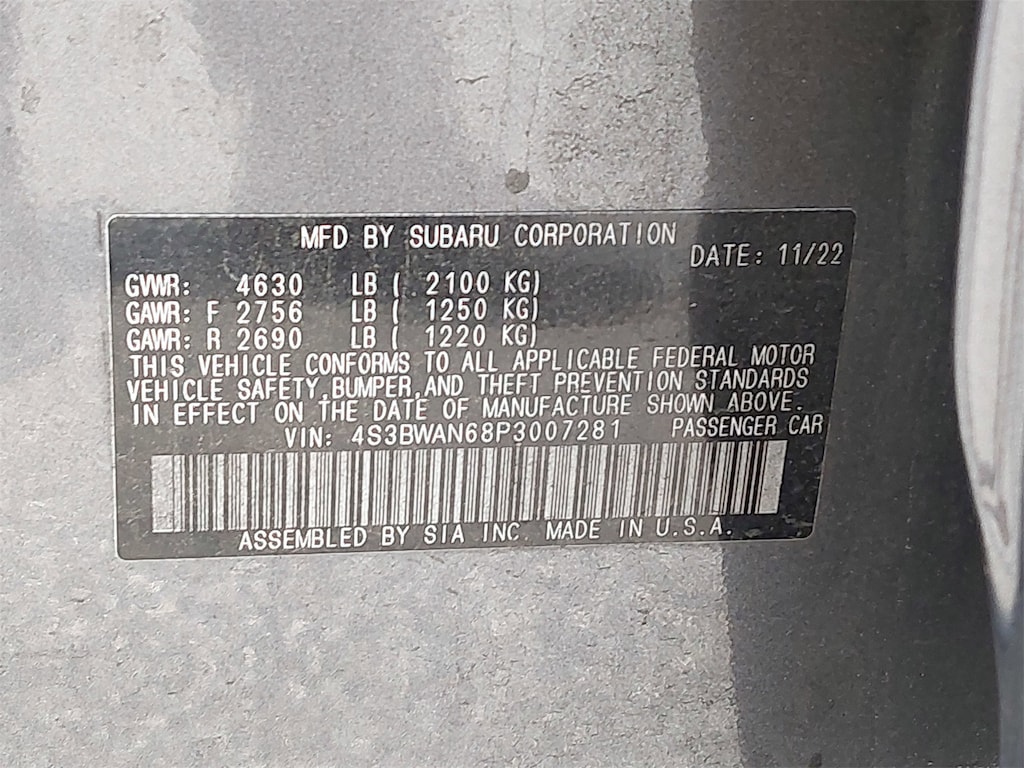 MFD BY SUBARU CORPORATION
DATE: 11/22
GVWR: 4630 LB ( 2100 KG)
GAWR: F 2756 LB ( 1250 KG)
GAWR: R 2690 LB ( 1220 KG)
THIS VEHICLE CONFORMS TO ALL APPLICABLE FEDERAL MOTOR
VEHICLE SAFETY,BUMPER,AND THEFT PREVENTION STANDARDS
IN EFFECT ON THE DATE OF MANUFACTURE SHOWN ABOVE.
VIN: 4S3BWAN68P3007281 PASSENGER CAR
ASSEMBLED BY SIA INC. MADE IN U.S.A.